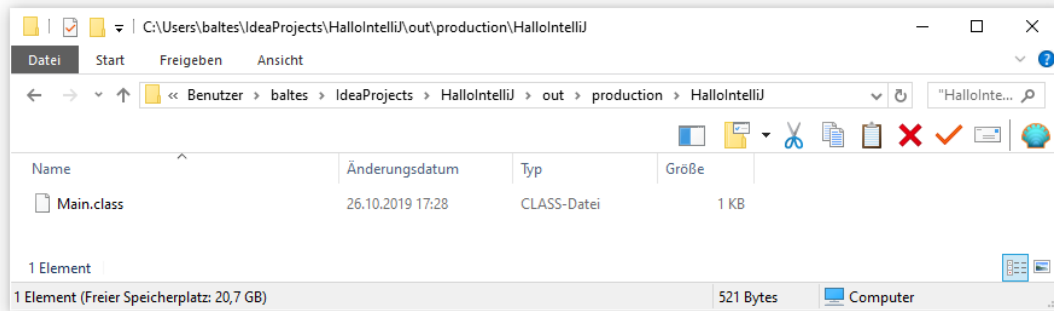 C:\Users\baltes\IdeaProjects\HalloIntelliJ\out\production\HalloIntelliJ
Datei Start Freigeben Ansicht
« Benutzer > baltes > IdeaProjects > HalloIntelliJ > out > production > HalloIntelliJ "HalloInte...
Name Änderungsdatum Typ Größe
Main.class 26.10.2019 17:28 CLASS-Datei 1 KB
1 Element
1 Element (Freier Speicherplatz: 20,7 GB) 521 Bytes Computer